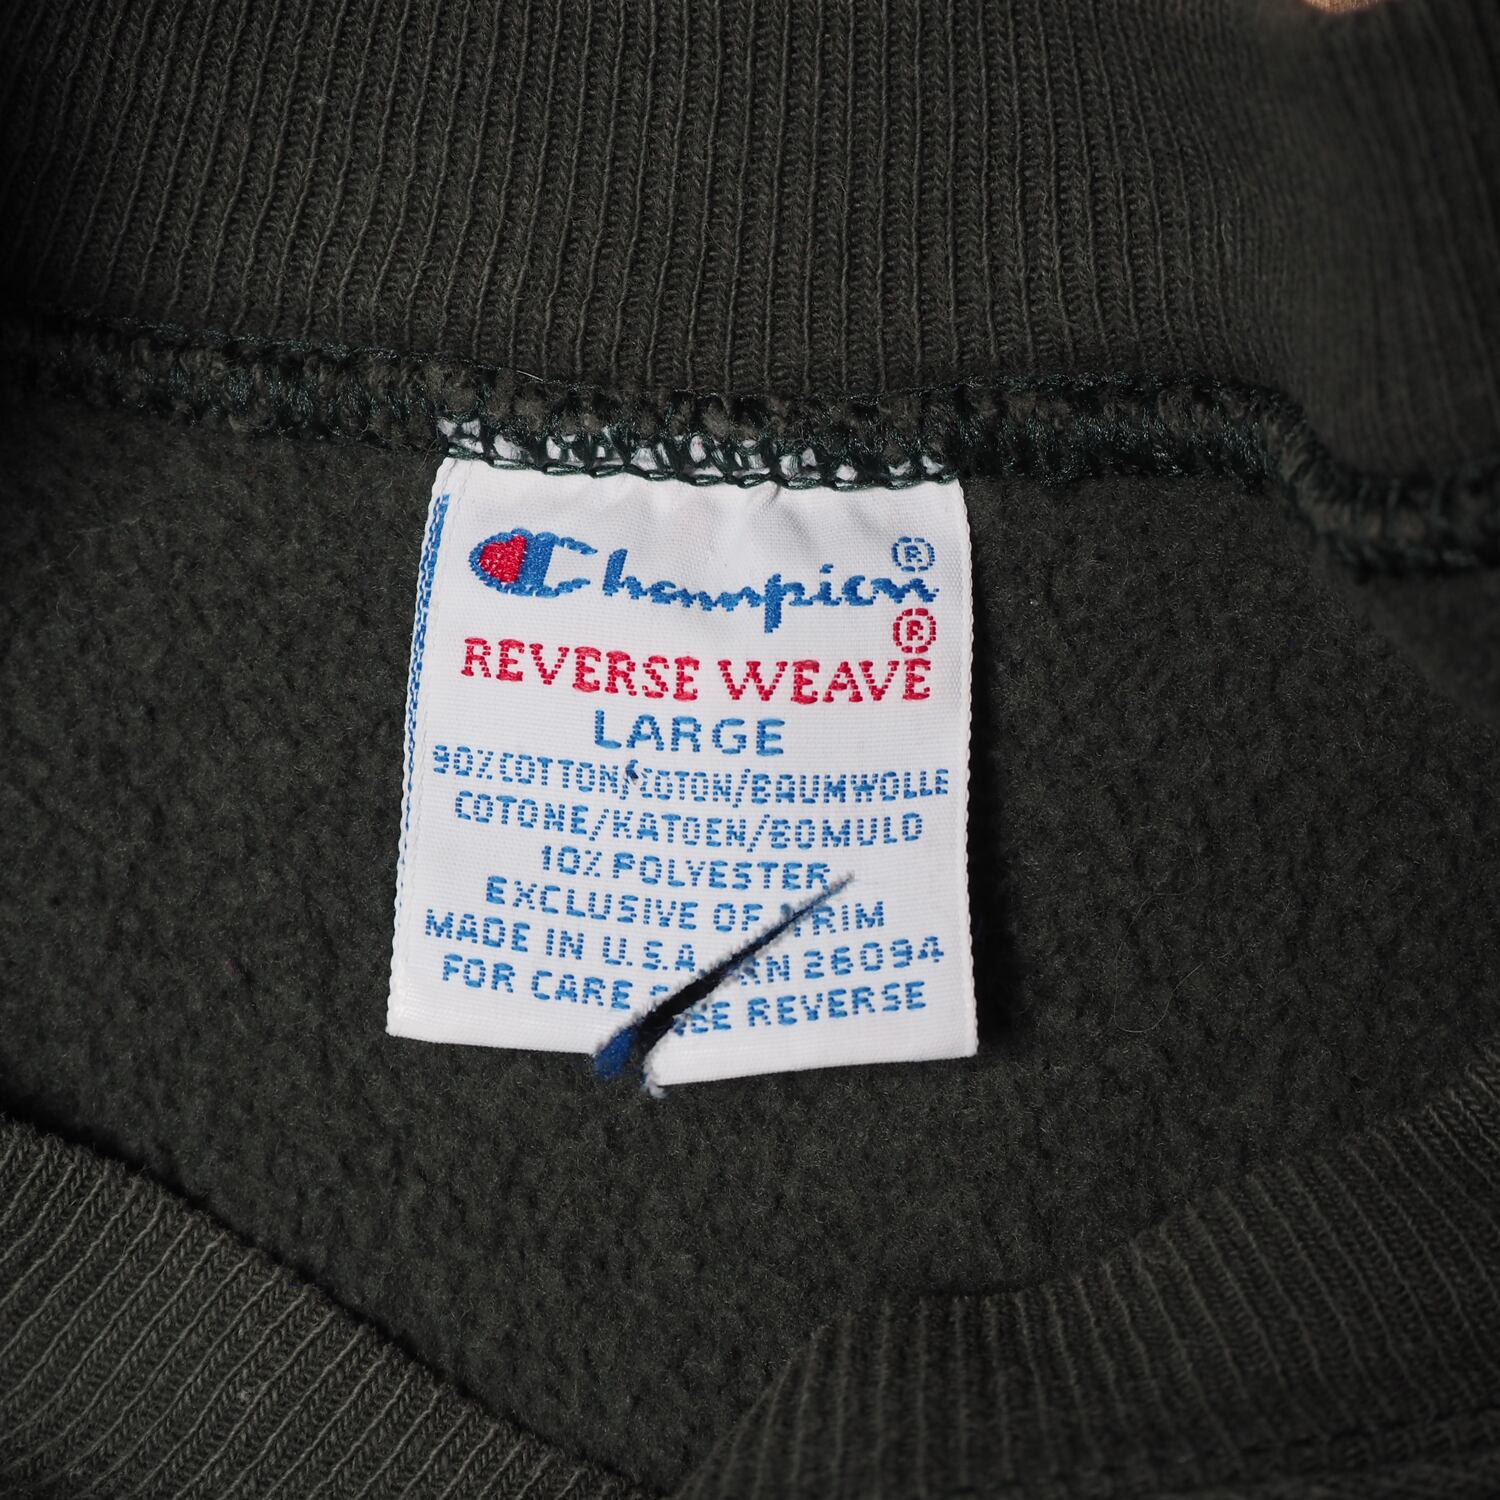 Champion®
®
REVERSE WEAVE
LARGE
90% COTTON/COTON/BAUMWOLLE
COTONE/KATOEN/BOMULD
10% POLYESTER
EXCLUSIVE OF TRIM
MADE IN U.S.A. RN 26094
FOR CARE SEE REVERSE